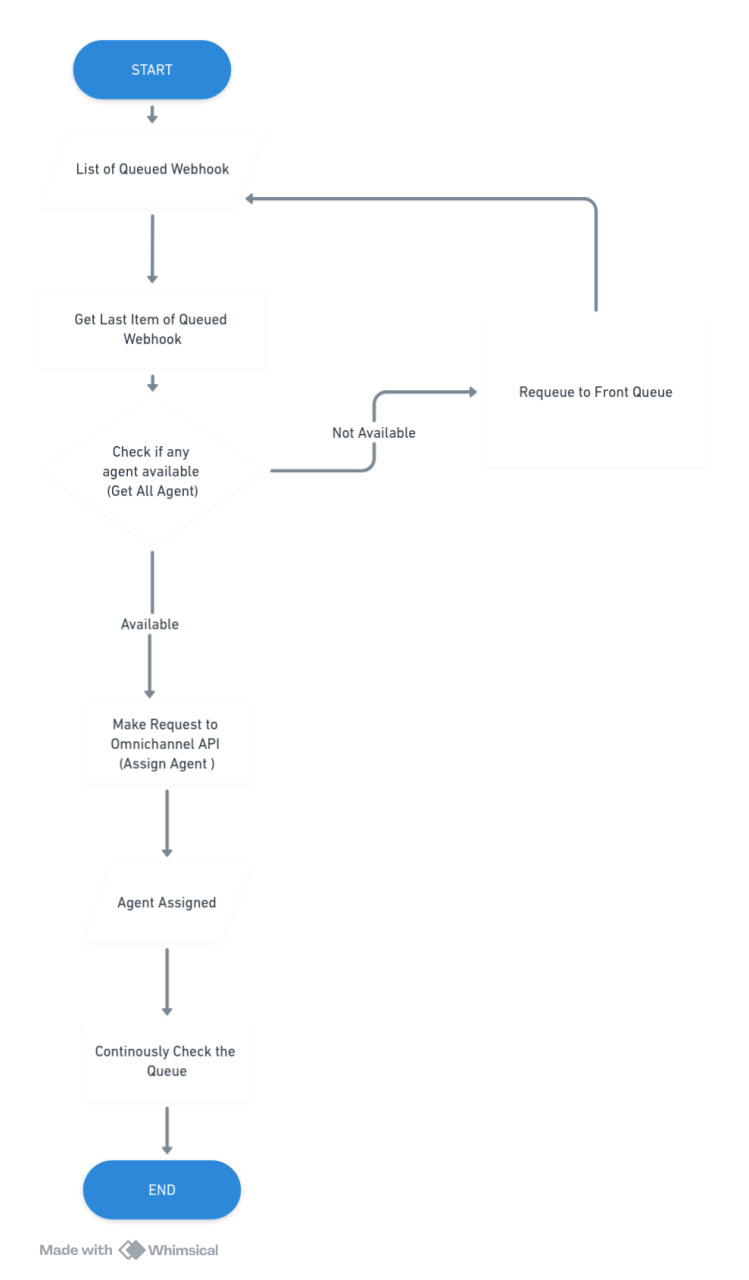 START
List of Queued Webhook
Get Last Item of Queued
Webhook
Requeue to Front Queue
Not Available
Check if any
agent available
(Get All Agent)
Available
Make Request to
Omnichannel API
(Assign Agent )
Agent Assigned
Continously Check the
Queue
END
Made with Whimsical